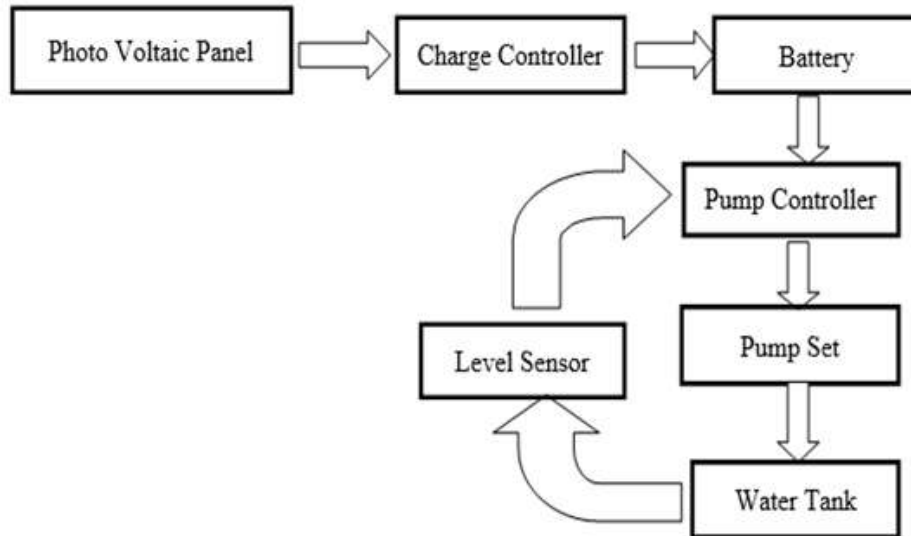 Photo Voltaic Panel
Charge Controller
Battery
Pump Controller
Pump Set
Level Sensor
Water Tank